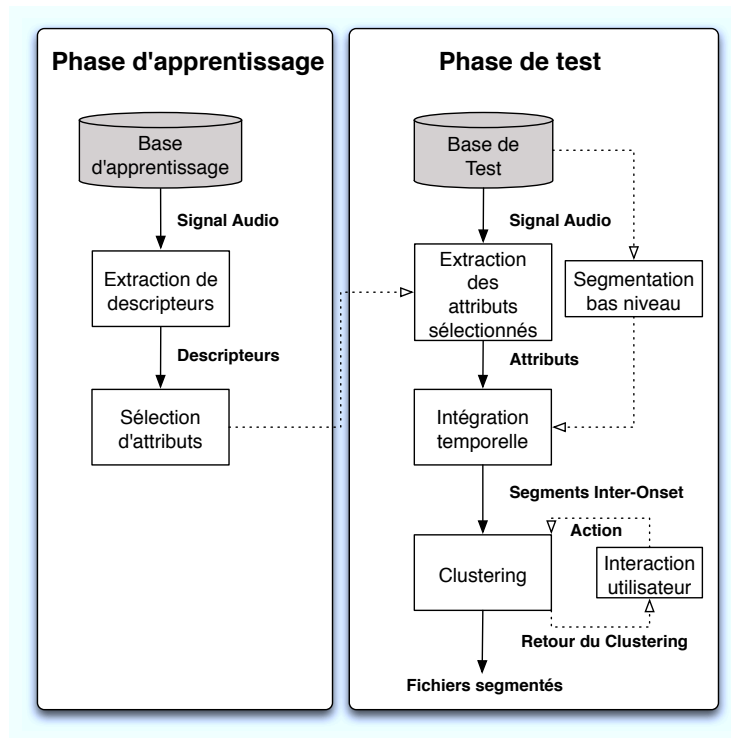 Phase d'apprentissage
Base
d'apprentissage
Signal Audio
Extraction de
descripteurs
Descripteurs
Sélection
d'attributs
Phase de test
Base de
Test
Signal Audio
Extraction
des
attributs
sélectionnés
Segmentation
bas niveau
Attributs
Intégration
temporelle
Segments Inter-Onset
Action
Clustering
Interaction
utilisateur
Retour du Clustering
Fichiers segmentés